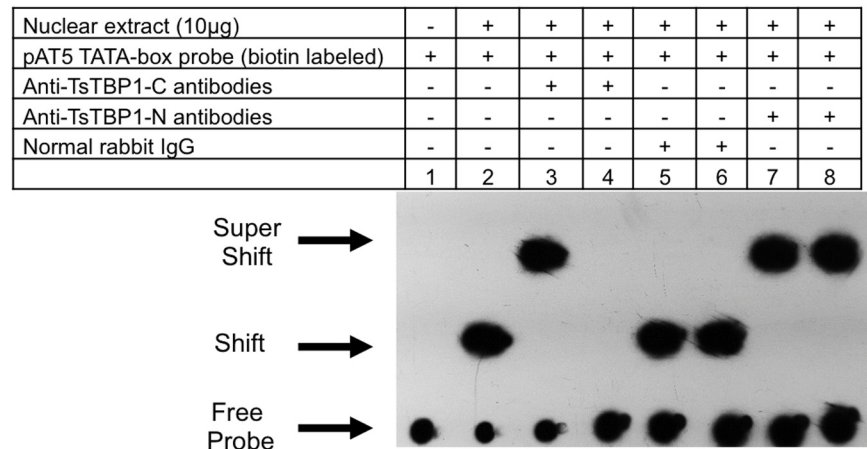 Nuclear extract (10µg) - + + + + + + +
pAT5 TATA-box probe (biotin labeled) + + + + + + + +
Anti-TsTBP1-C antibodies - - + + - - - -
Anti-TsTBP1-N antibodies - - - - - - + +
Normal rabbit IgG - - - - + + - -
1 2 3 4 5 6 7 8
Super
Shift
Shift
Free
Probe